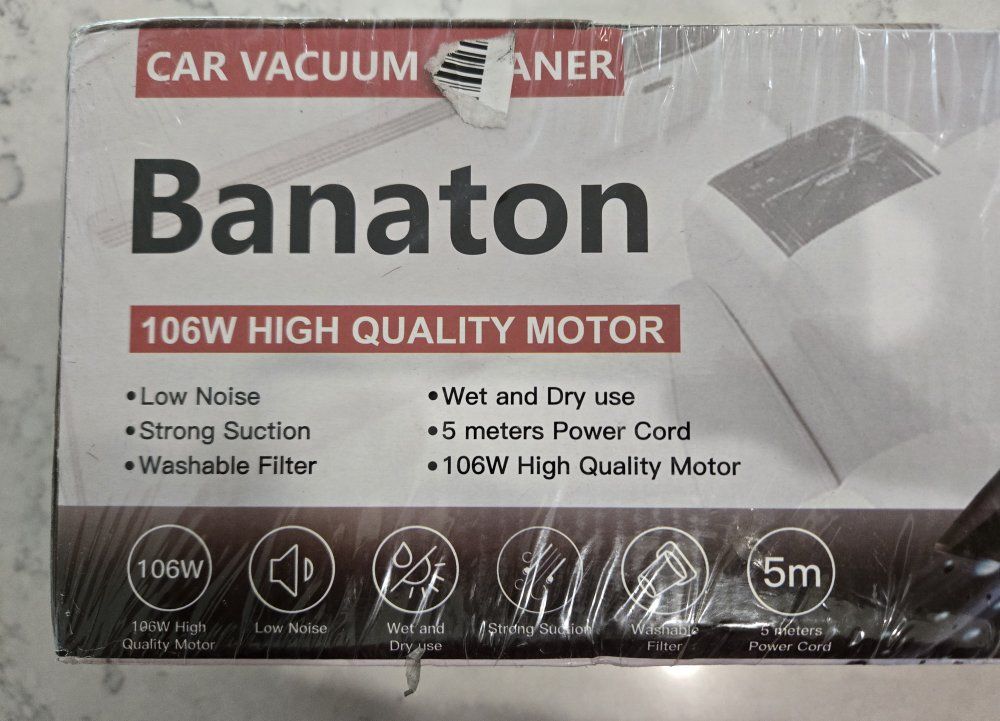 CAR VACUUM ANER
Banaton
106W HIGH QUALITY MOTOR
•Low Noise
•Strong Suction
•Washable Filter
•Wet and Dry use
•5 meters Power Cord
•106W High Quality Motor
106W
106W High
Quality Motor
Low Noise
Wet and
Dry use
Strong Suction
Washable
Filter
5m
5 meters
Power Cord